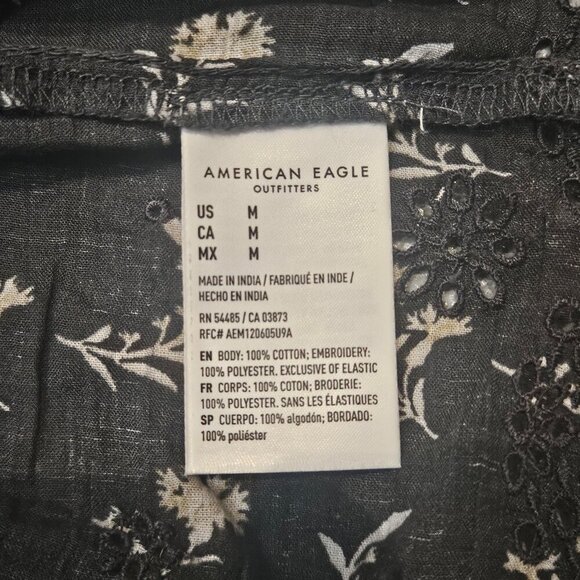 AMERICAN EAGLE
OUTFITTERS
US M
CA M
MX M
MADE IN INDIA / FABRIQUÉ EN INDE /
HECHO EN INDIA
RN 54485 / CA 03873
RFC# AEM120605U9A
EN BODY: 100% COTTON; EMBROIDERY:
100% POLYESTER. EXCLUSIVE OF ELASTIC
FR CORPS: 100% COTON; BRODERIE:
100% POLYESTER. SANS LES ÉLASTIQUES
SP CUERPO: 100% algodón; BORDADO:
100% poliéster